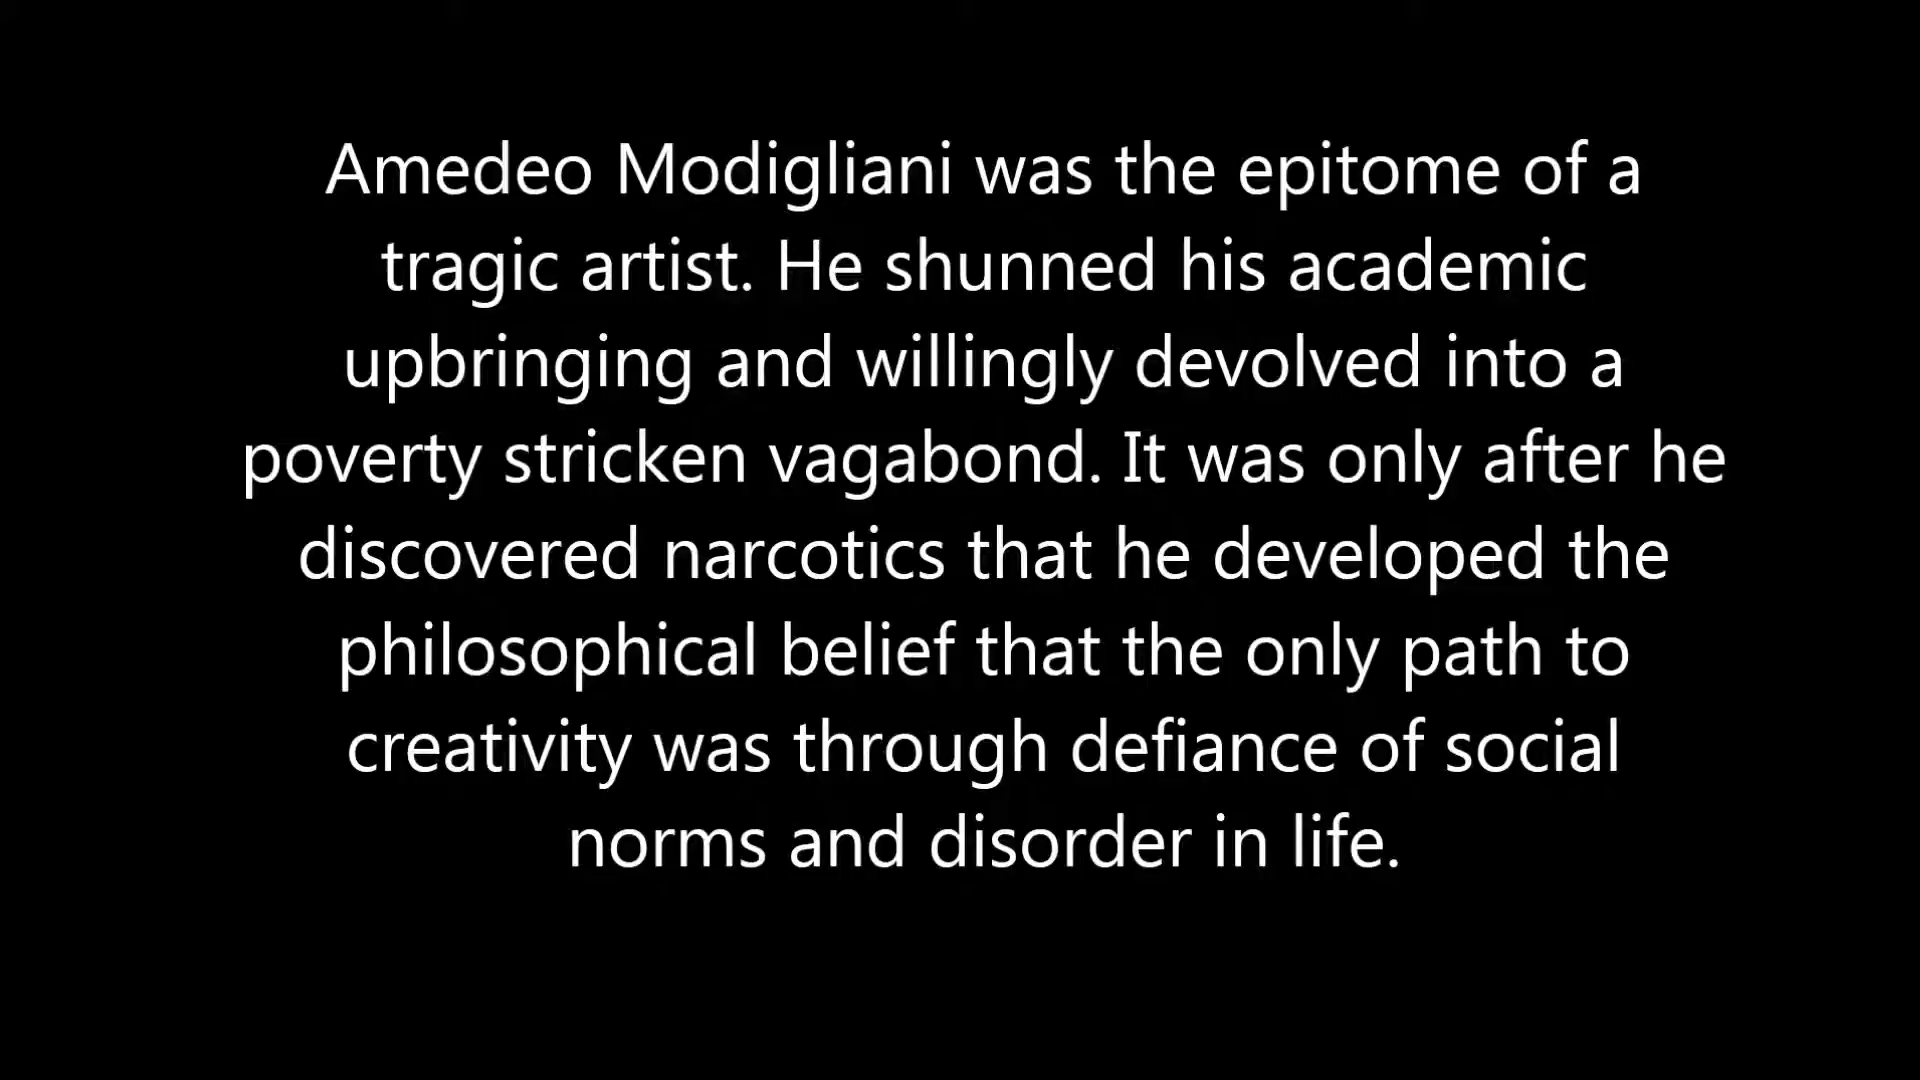 Amedeo Modigliani was the epitome of a
tragic artist. He shunned his academic
upbringing and willingly devolved into a
poverty stricken vagabond. It was only after he
discovered narcotics that he developed the
philosophical belief that the only path to
creativity was through defiance of social
norms and disorder in life.